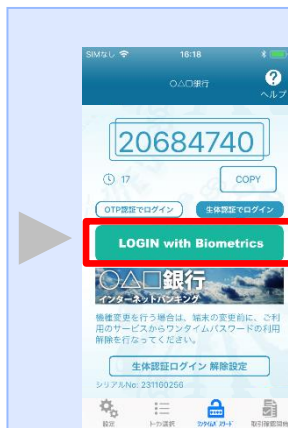 SIMなし 16:18
○△□銀行
?
ヘルプ
20684740
17 COPY
OTP認証でログイン 生体認証でログイン
LOGIN with Biometrics
○△□銀行
インターネットバンキング
機種変更を行う場合は、端末の変更前に、ご利
用のサービスからワンタイムパスワードの利用
解除を行なってください。
生体認証ログイン 解除設定
シリアルNo: 231160256
設定 トークン選択 ワンタイムパスワード 取引確認開始